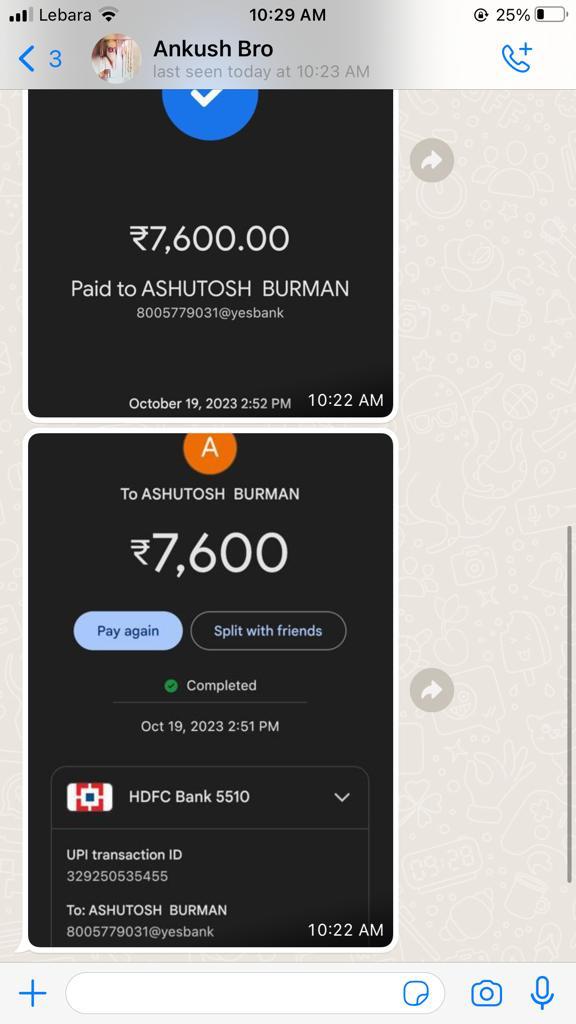 Lebara 10:29 AM 25%
3 Ankush Bro
last seen today at 10:23 AM
₹7,600.00
Paid to ASHUTOSH BURMAN
8005779031@yesbank
October 19, 2023 2:52 PM 10:22 AM
A
To ASHUTOSH BURMAN
₹7,600
Pay again Split with friends
Completed
Oct 19, 2023 2:51 PM
HDFC Bank 5510
UPI transaction ID
329250535455
To: ASHUTOSH BURMAN
8005779031@yesbank 10:22 AM